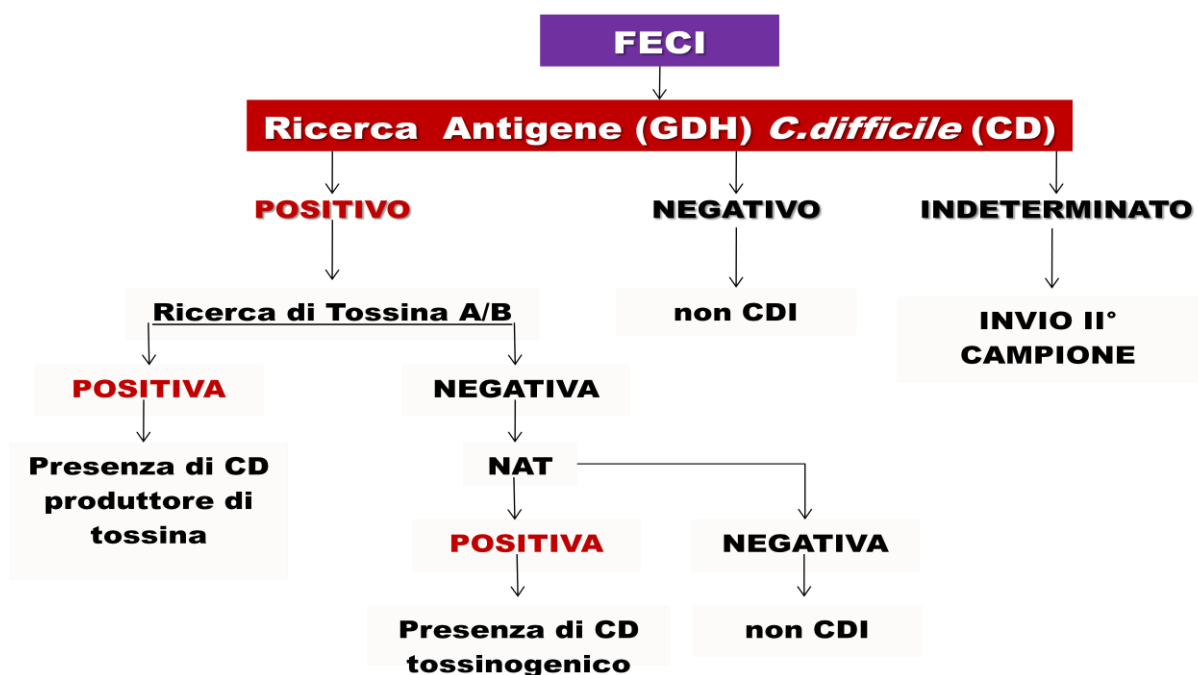 FECI
Ricerca Antigene (GDH) C.difficile (CD)
POSITIVO
NEGATIVO
INDETERMINATO
Ricerca di Tossina A/B
non CDI
INVIO II°
CAMPIONE
POSITIVA
NEGATIVA
Presenza di CD
produttore di
tossina
NAT
POSITIVA
NEGATIVA
Presenza di CD
tossinogenico
non CDI